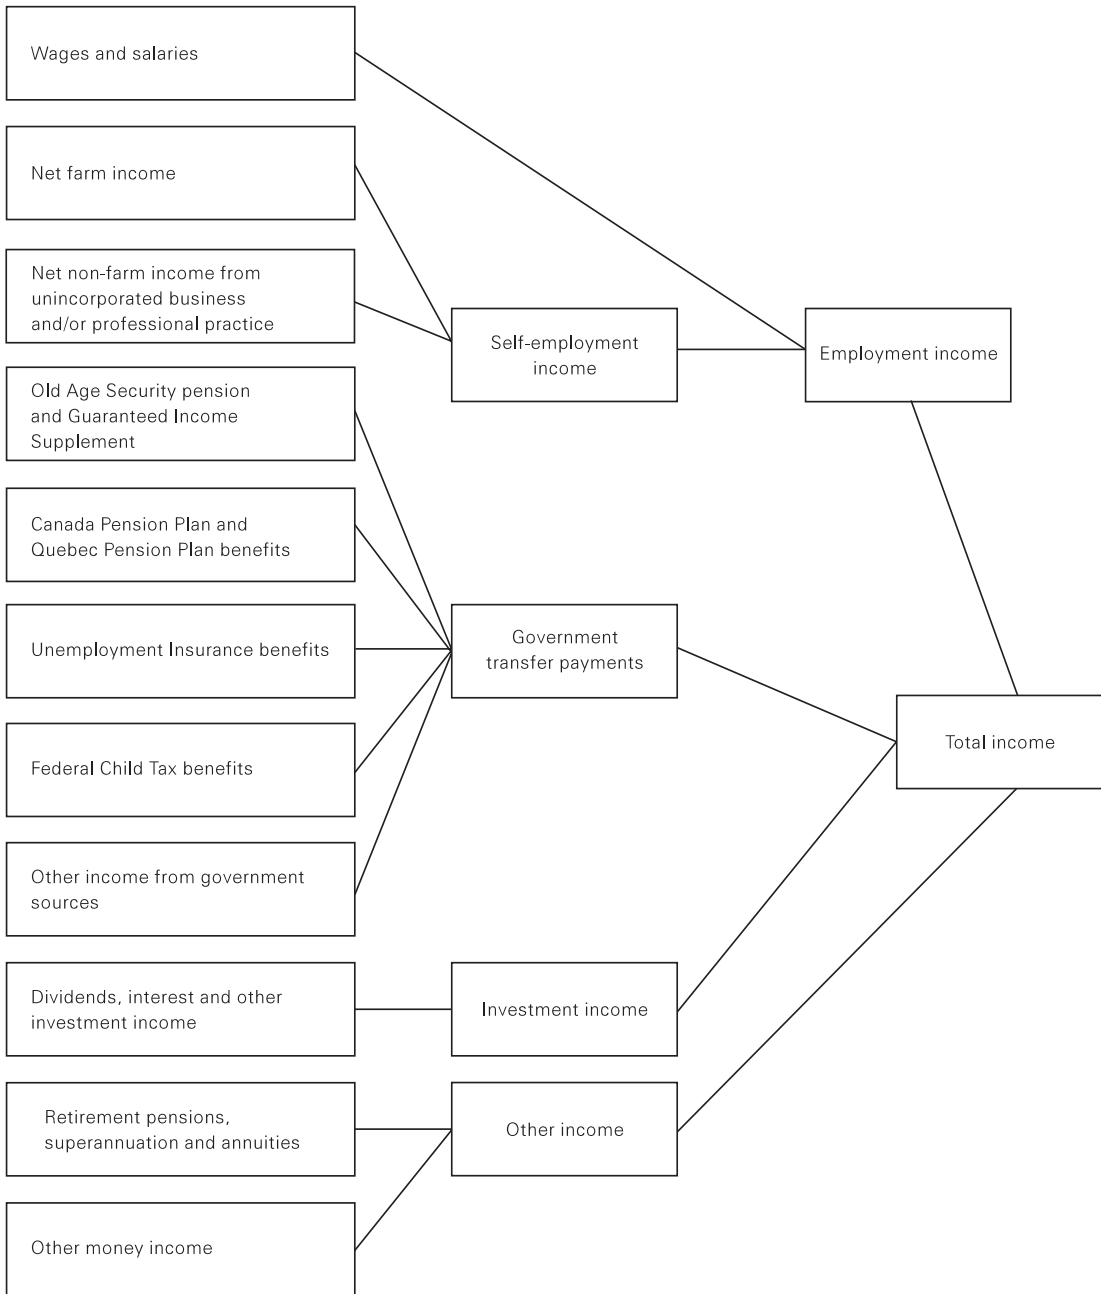 Wages and salaries
Net farm income
Net non-farm income from
unincorporated business
and/or professional practice
Self-employment
income
Employment income
Old Age Security pension
and Guaranteed Income
Supplement
Canada Pension Plan and
Quebec Pension Plan benefits
Unemployment Insurance benefits
Government
transfer payments
Total income
Federal Child Tax benefits
Other income from government
sources
Dividends, interest and other
investment income
Investment income
Retirement pensions,
superannuation and annuities
Other income
Other money income